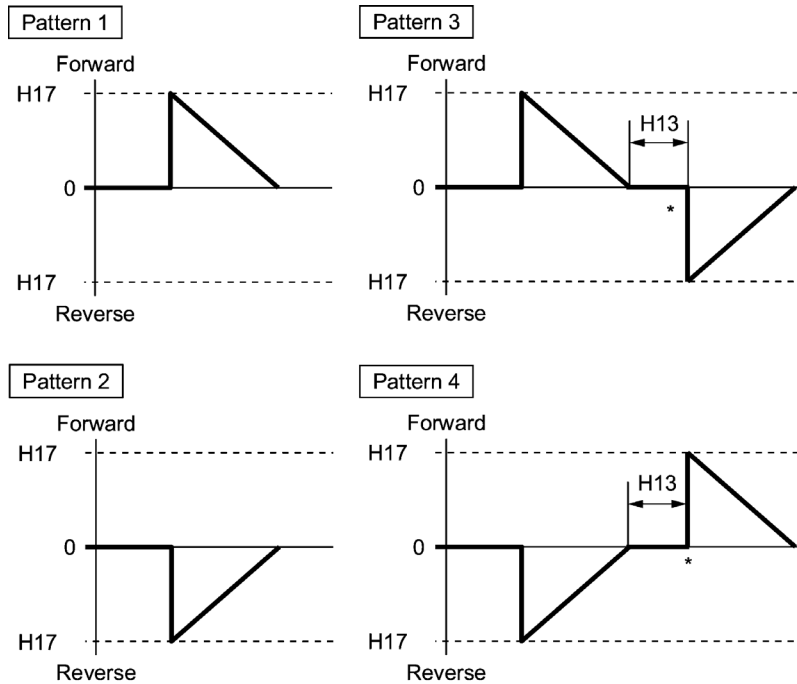 Pattern 1
Forward
H17
0
H17
Reverse
Pattern 3
Forward
H17
H13
0
*
H17
Reverse
Pattern 2
Forward
H17
0
H17
Reverse
Pattern 4
Forward
H17
H13
0
*
H17
Reverse